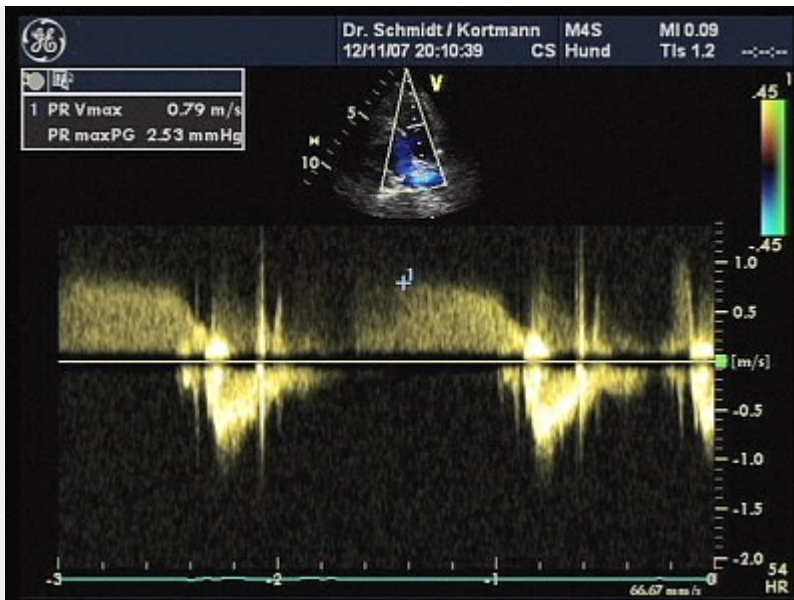 Dr. Schmidt / Kortmann M4S MI 0.09
12/11/07 20:10:39 CS Hund TIs 1.2 --:--:--
1 PR Vmax 0.79 m/s
PR maxPG 2.53 mmHg
V
5
10
1
.45
-.45
1
1.0
0.5
[m/s]
-0.5
-1.0
-1.5
-2.0
-3 -2 -1 0
54
HR
66.67 mm/s